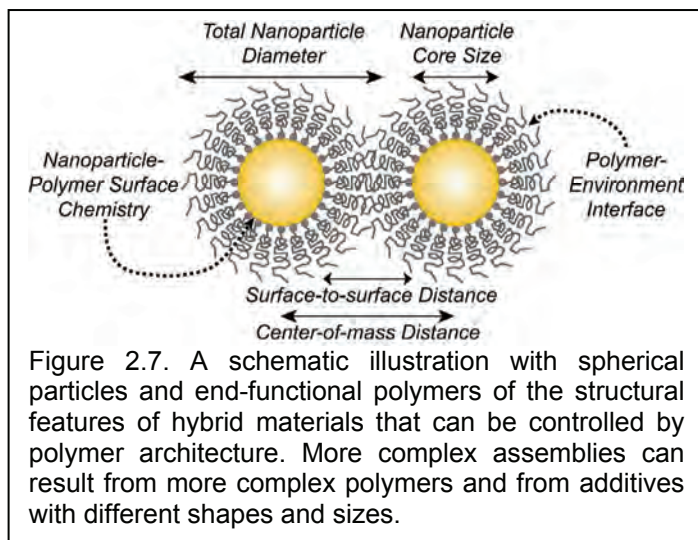 Total Nanoparticle
Diameter
Nanoparticle
Core Size
Nanoparticle-
Polymer Surface
Chemistry
Polymer-
Environment
Interface
Surface-to-surface Distance
Center-of-mass Distance
Figure 2.7. A schematic illustration with spherical
particles and end-functional polymers of the structural
features of hybrid materials that can be controlled by
polymer architecture. More complex assemblies can
result from more complex polymers and from additives
with different shapes and sizes.